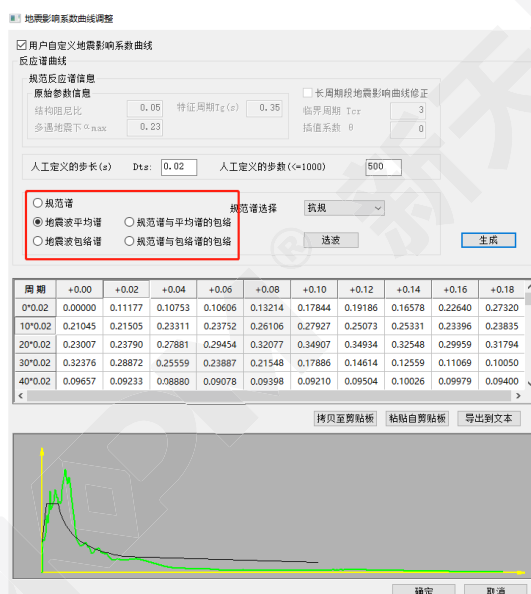 地震影响系数曲线调整
用户自定义地震影响系数曲线
反应谱曲线
规范反应谱信息
原始参数信息
长周期段地震影响曲线修正
结构阻尼比 0.05 特征周期Tg(s) 0.35 临界周期 Tcr 3
多遇地震下αmax 0.23 插值系数 θ 0
人工定义的步长(s) Dts: 0.02 人工定义的步数(<=1000) 500
规范谱 规范谱选择 抗规
地震波平均谱 规范谱与平均谱的包络
地震波包络谱 规范谱与包络谱的包络 选波 生成
周期 +0.00 +0.02 +0.04 +0.06 +0.08 +0.10 +0.12 +0.14 +0.16 +0.18
0*0.02 0.00000 0.11177 0.10753 0.10606 0.13214 0.17844 0.19186 0.16578 0.22640 0.27320
10*0.02 0.21045 0.21505 0.23311 0.23752 0.26106 0.27927 0.25073 0.25331 0.23396 0.23835
20*0.02 0.23007 0.23790 0.27881 0.29454 0.32077 0.34907 0.34934 0.32548 0.29959 0.31794
30*0.02 0.32376 0.28872 0.25559 0.23887 0.21548 0.17886 0.14614 0.12559 0.11069 0.10050
40*0.02 0.09657 0.09233 0.08880 0.09078 0.09398 0.09210 0.09504 0.10026 0.09979 0.09400
拷贝至剪贴板 粘贴自剪贴板 导出到文本
确定 取消